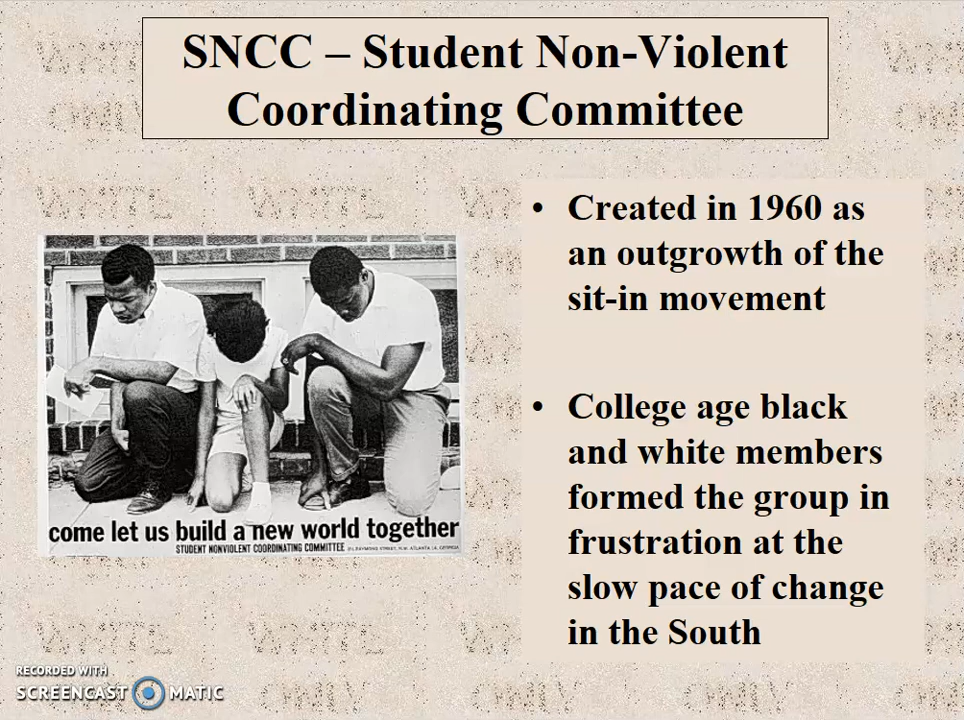 SNCC – Student Non-Violent
Coordinating Committee
• Created in 1960 as
an outgrowth of the
sit-in movement
• College age black
and white members
formed the group in
frustration at the
slow pace of change
in the South
come let us build a new world together
STUDENT NONVIOLENT COORDINATING COMMITTEE
RECORDED WITH
SCREENCAST MATIC